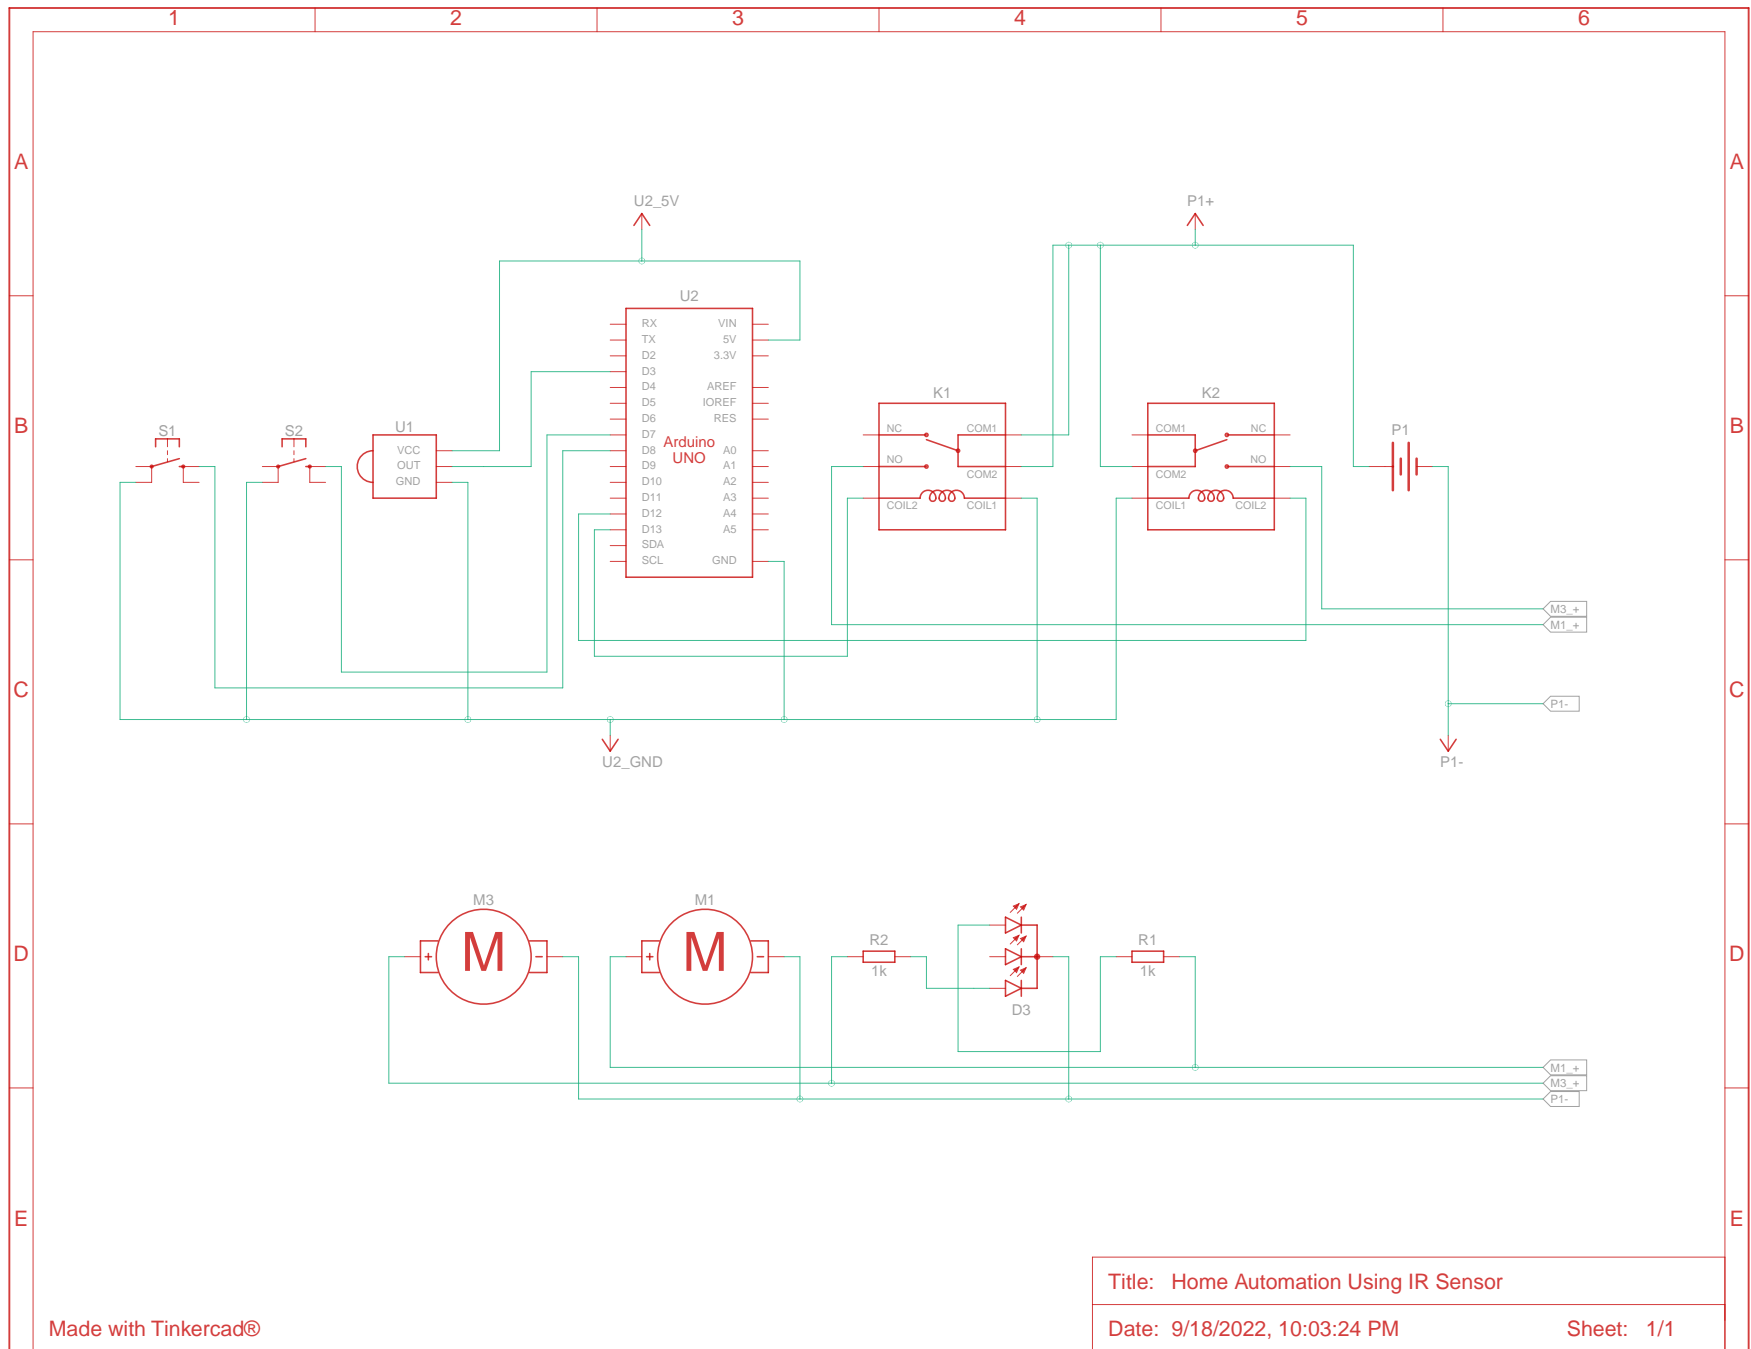 1 2 3 4 5 6
A A
U2_5V P1+
U2
RX VIN
TX 5V
D2 3.3V
D3
D4 AREF
D5 IOREF
D6 RES
D7
D8 A0
D9 A1
D10 A2
D11 A3
D12 A4
D13 A5
SDA
SCL GND
Arduino
UNO
B B
S1 S2
U1
VCC
OUT
GND
K1
NC COM1
NO
COM2
COIL2 COIL1
K2
COM1 NC
NO
COM2
COIL1 COIL2
P1
M3_+
M1_+
C C
P1-
U2_GND P1-
M3 M1
+ M - + M -
D D
R2
1k
D3
R1
1k
M1_+
M3_+
P1-
E E
Title: Home Automation Using IR Sensor
Made with Tinkercad® Date: 9/18/2022, 10:03:24 PM Sheet: 1/1